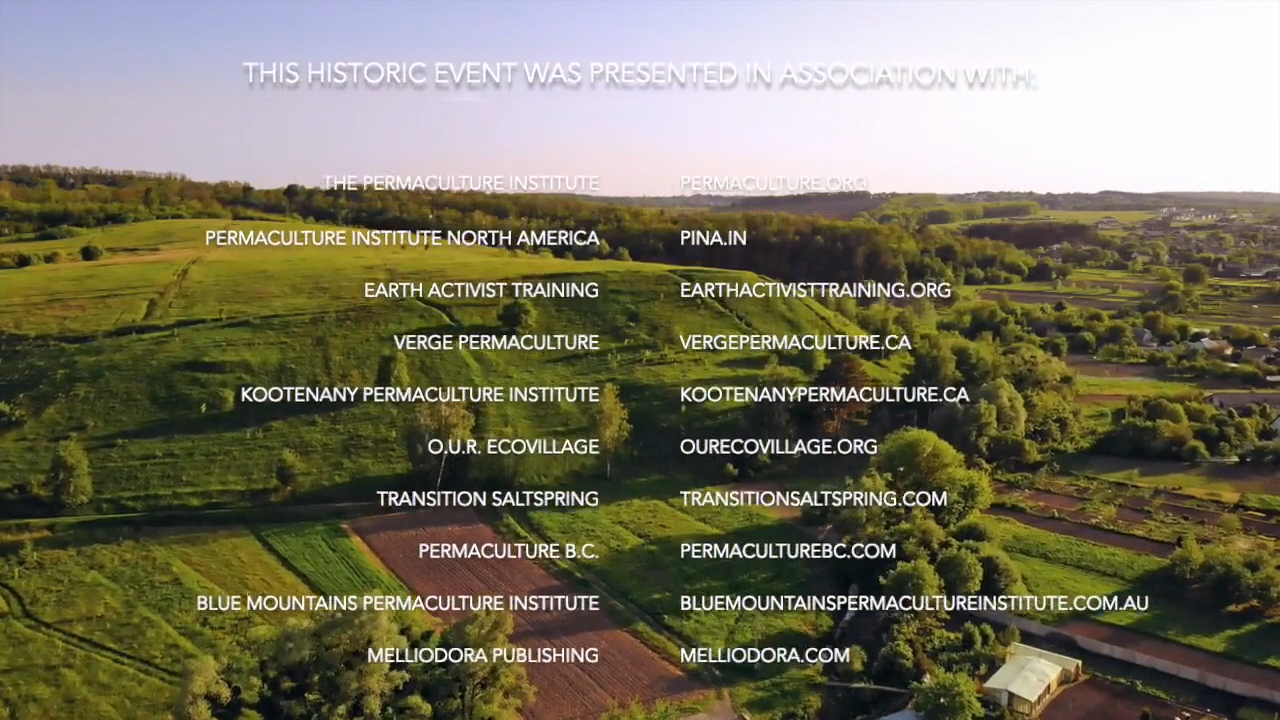 THIS HISTORIC EVENT WAS PRESENTED IN ASSOCIATION WITH:
THE PERMACULTURE INSTITUTE PERMACULTURE.ORG
PERMACULTURE INSTITUTE NORTH AMERICA PINA.IN
EARTH ACTIVIST TRAINING EARTHACTIVISTTRAINING.ORG
VERGE PERMACULTURE VERGEPERMACULTURE.CA
KOOTENANY PERMACULTURE INSTITUTE KOOTENANYPERMACULTURE.CA
O.U.R. ECOVILLAGE OURECOVILLAGE.ORG
TRANSITION SALTSPRING TRANSITIONSALTSPRING.COM
PERMACULTURE B.C. PERMACULTUREBC.COM
BLUE MOUNTAINS PERMACULTURE INSTITUTE BLUEMOUNTAINSPERMACULTUREINSTITUTE.COM.AU
MELLIODORA PUBLISHING MELLIODORA.COM